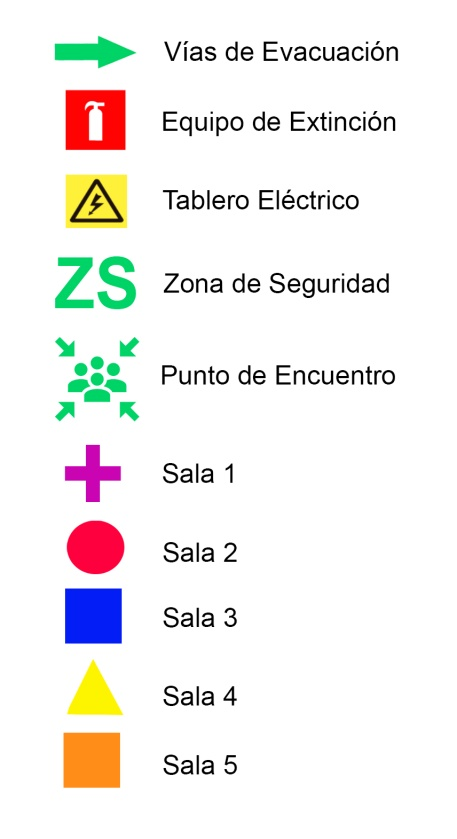 Vías de Evacuación
Equipo de Extinción
Tablero Eléctrico
ZS Zona de Seguridad
Punto de Encuentro
Sala 1
Sala 2
Sala 3
Sala 4
Sala 5